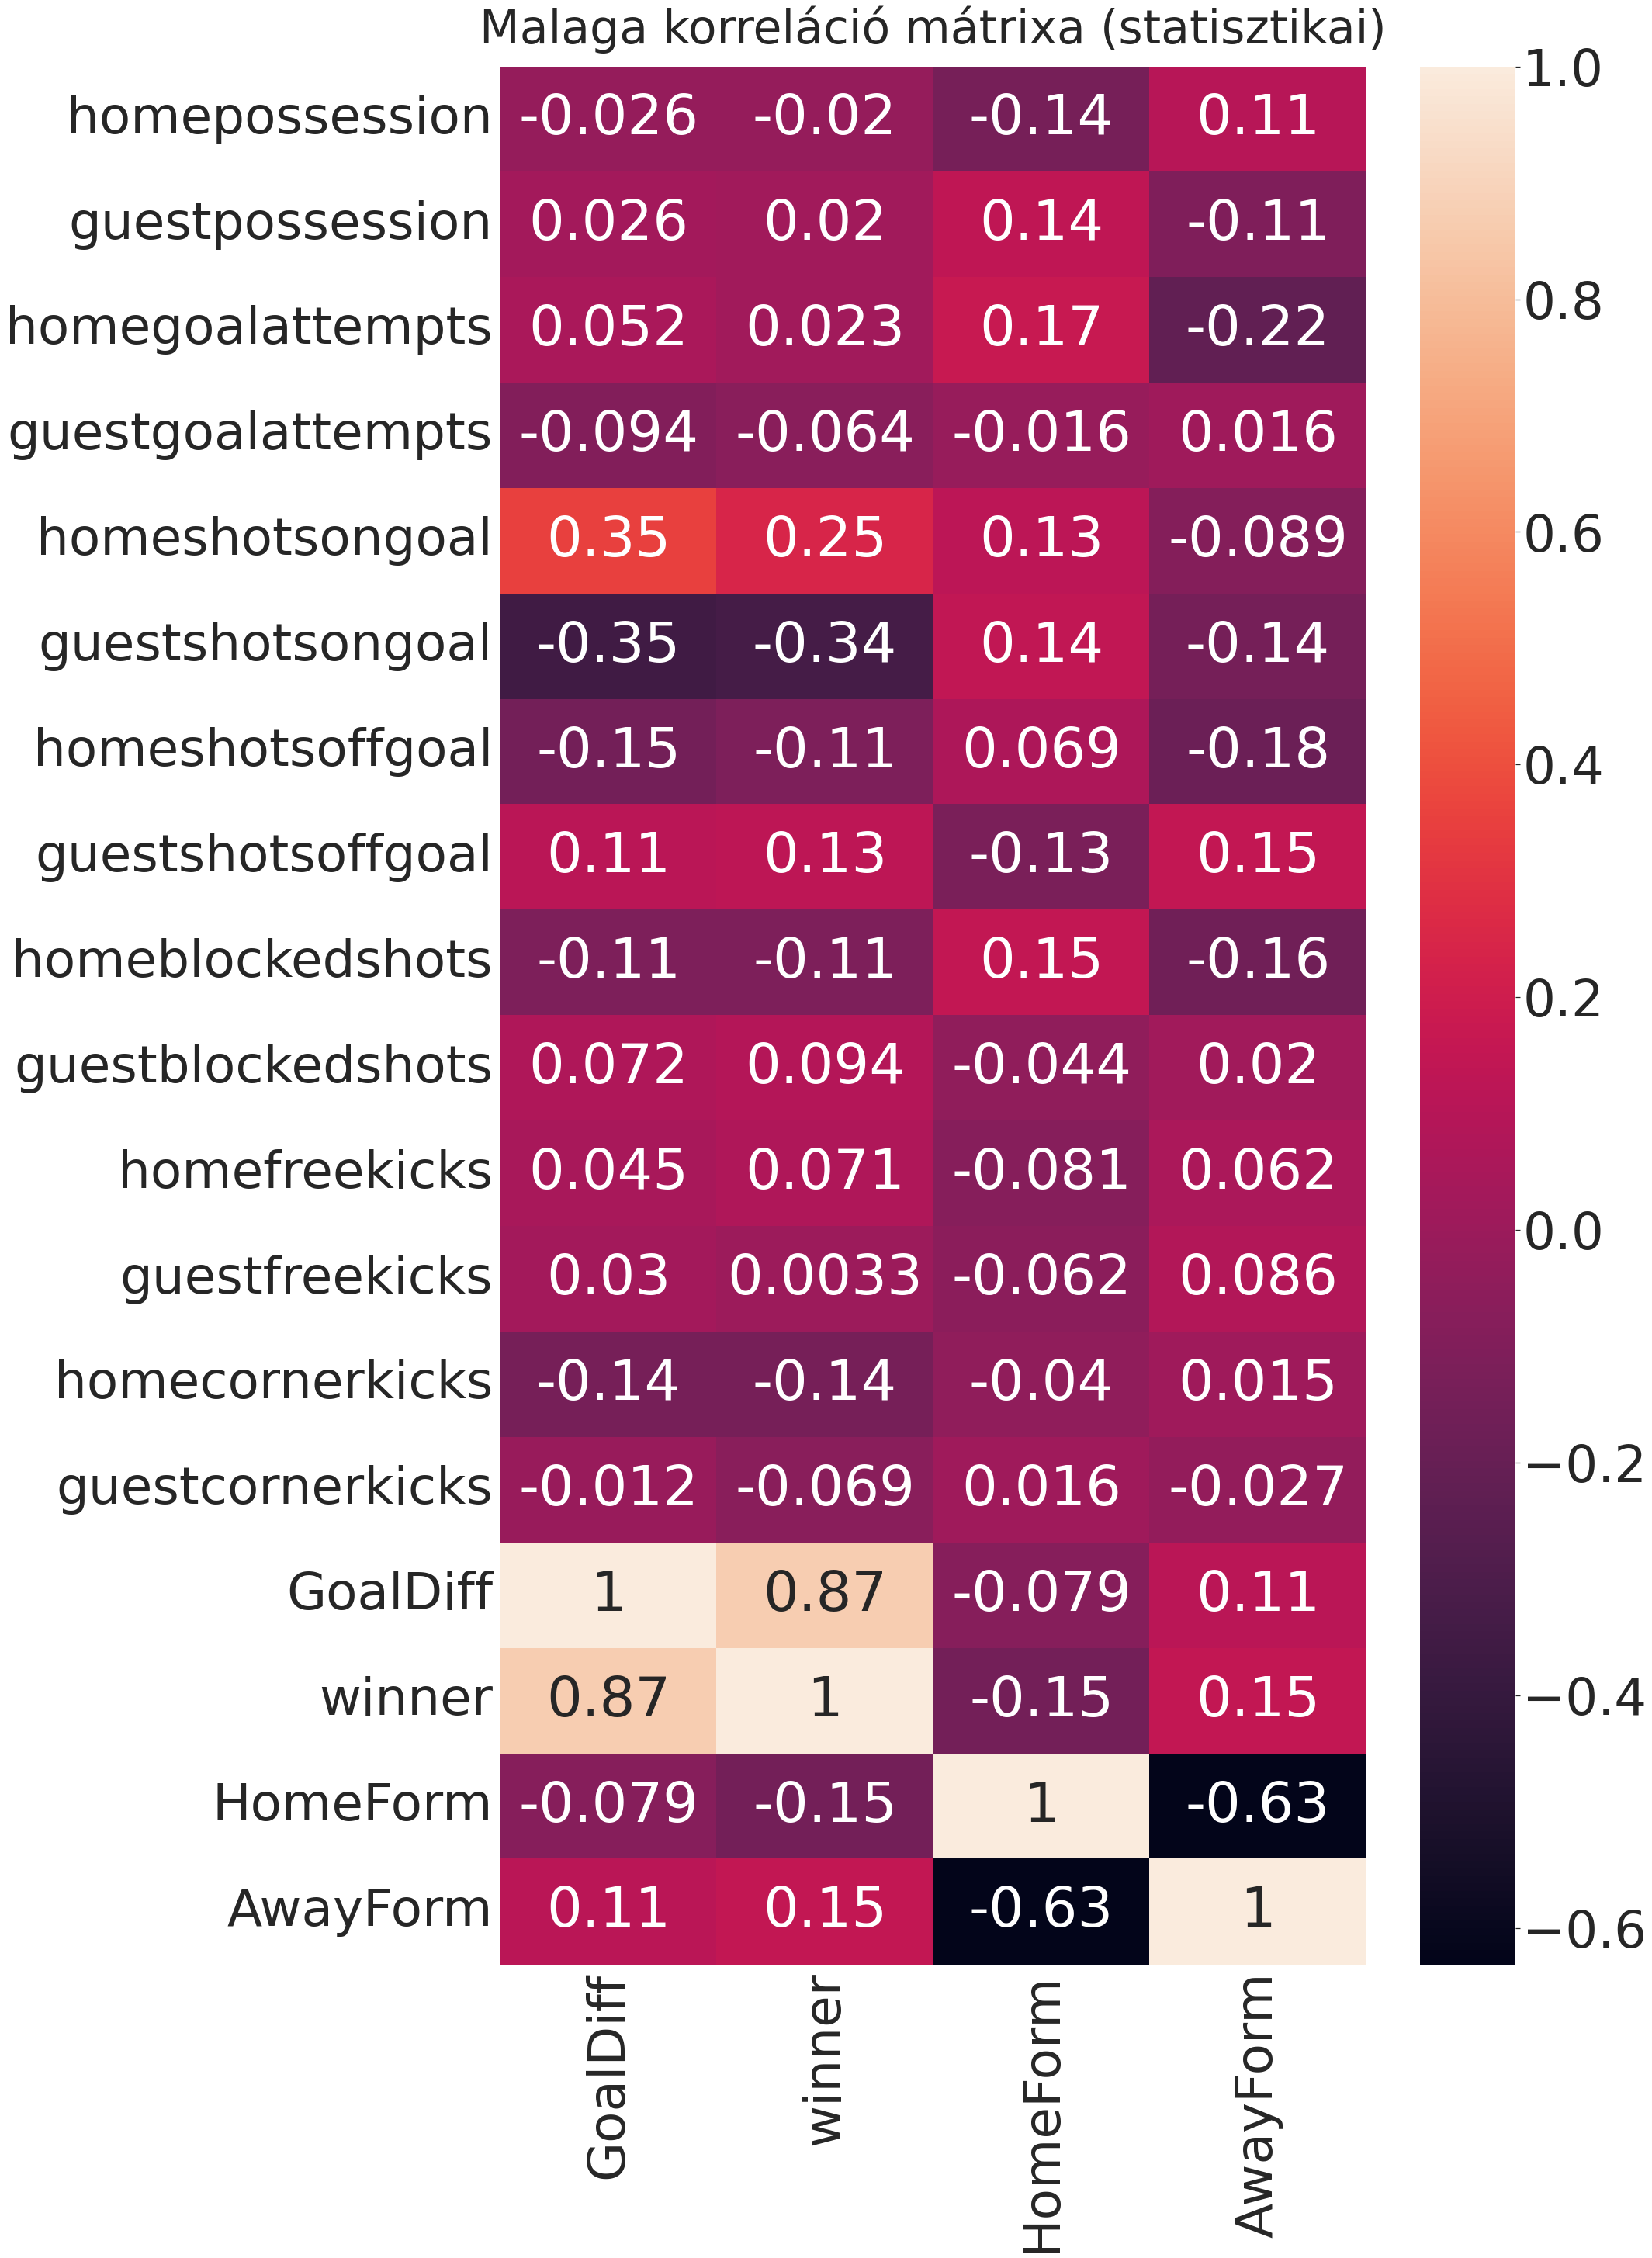 Malaga korreláció mátrixa (statisztikai)
homepossession -0.026 -0.02 -0.14 0.11
guestpossession 0.026 0.02 0.14 -0.11
homegoalattempts 0.052 0.023 0.17 -0.22
guestgoalattempts -0.094 -0.064 -0.016 0.016
homeshotsongoal 0.35 0.25 0.13 -0.089
guestshotsongoal -0.35 -0.34 0.14 -0.14
homeshotsoffgoal -0.15 -0.11 0.069 -0.18
guestshotsoffgoal 0.11 0.13 -0.13 0.15
homeblockedshots -0.11 -0.11 0.15 -0.16
guestblockedshots 0.072 0.094 -0.044 0.02
homefreekicks 0.045 0.071 -0.081 0.062
guestfreekicks 0.03 0.0033 -0.062 0.086
homecornerkicks -0.14 -0.14 -0.04 0.015
guestcornerkicks -0.012 -0.069 0.016 -0.027
GoalDiff 1 0.87 -0.079 0.11
winner 0.87 1 -0.15 0.15
HomeForm -0.079 -0.15 1 -0.63
AwayForm 0.11 0.15 -0.63 1
GoalDiff
winner
HomeForm
AwayForm
1.0
0.8
0.6
0.4
0.2
0.0
−0.2
−0.4
−0.6